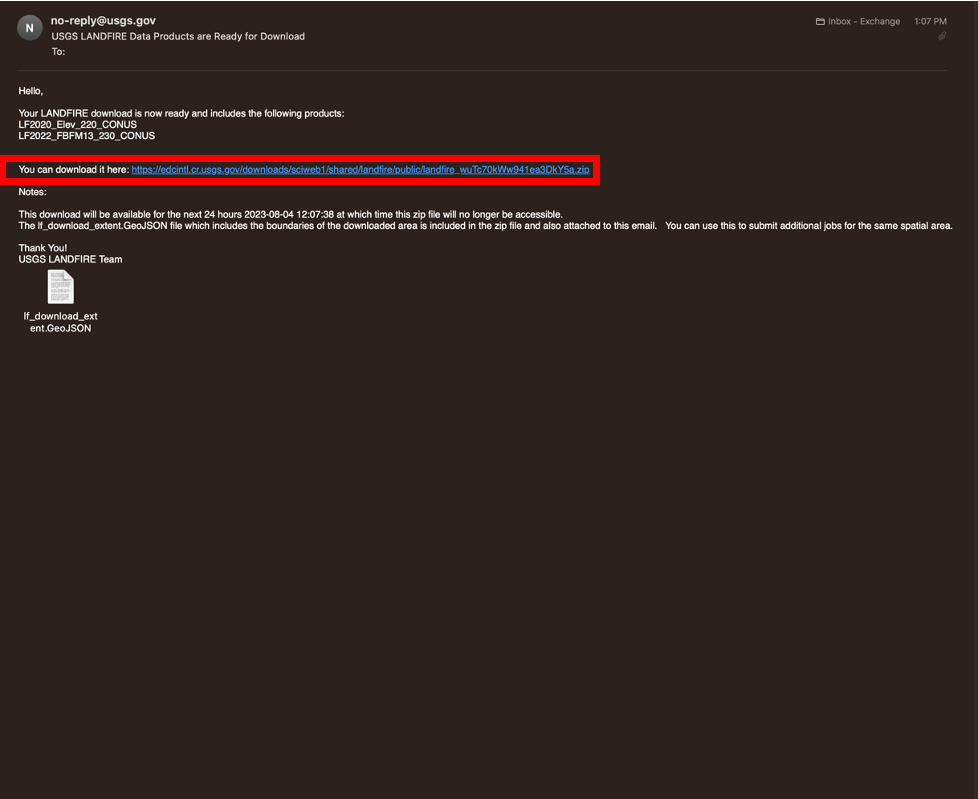 N
no-reply@usgs.gov
Inbox - Exchange 1:07 PM
USGS LANDFIRE Data Products are Ready for Download
To:
Hello,
Your LANDFIRE download is now ready and includes the following products:
LF2020_Elev_220_CONUS
LF2022_FBFM13_230_CONUS
You can download it here: https://edcintl.cr.usgs.gov/downloads/sciweb1/shared/landfire/public/landfire_wuTc70kWw941ea3DkY5a.zip
Notes:
This download will be available for the next 24 hours 2023-08-04 12:07:38 at which time this zip file will no longer be accessible.
The lf_download_extent.GeoJSON file which includes the boundaries of the downloaded area is included in the zip file and also attached to this email.   You can use this to submit additional jobs for the same spatial area.
Thank You!
USGS LANDFIRE Team
lf_download_ext
ent.GeoJSON